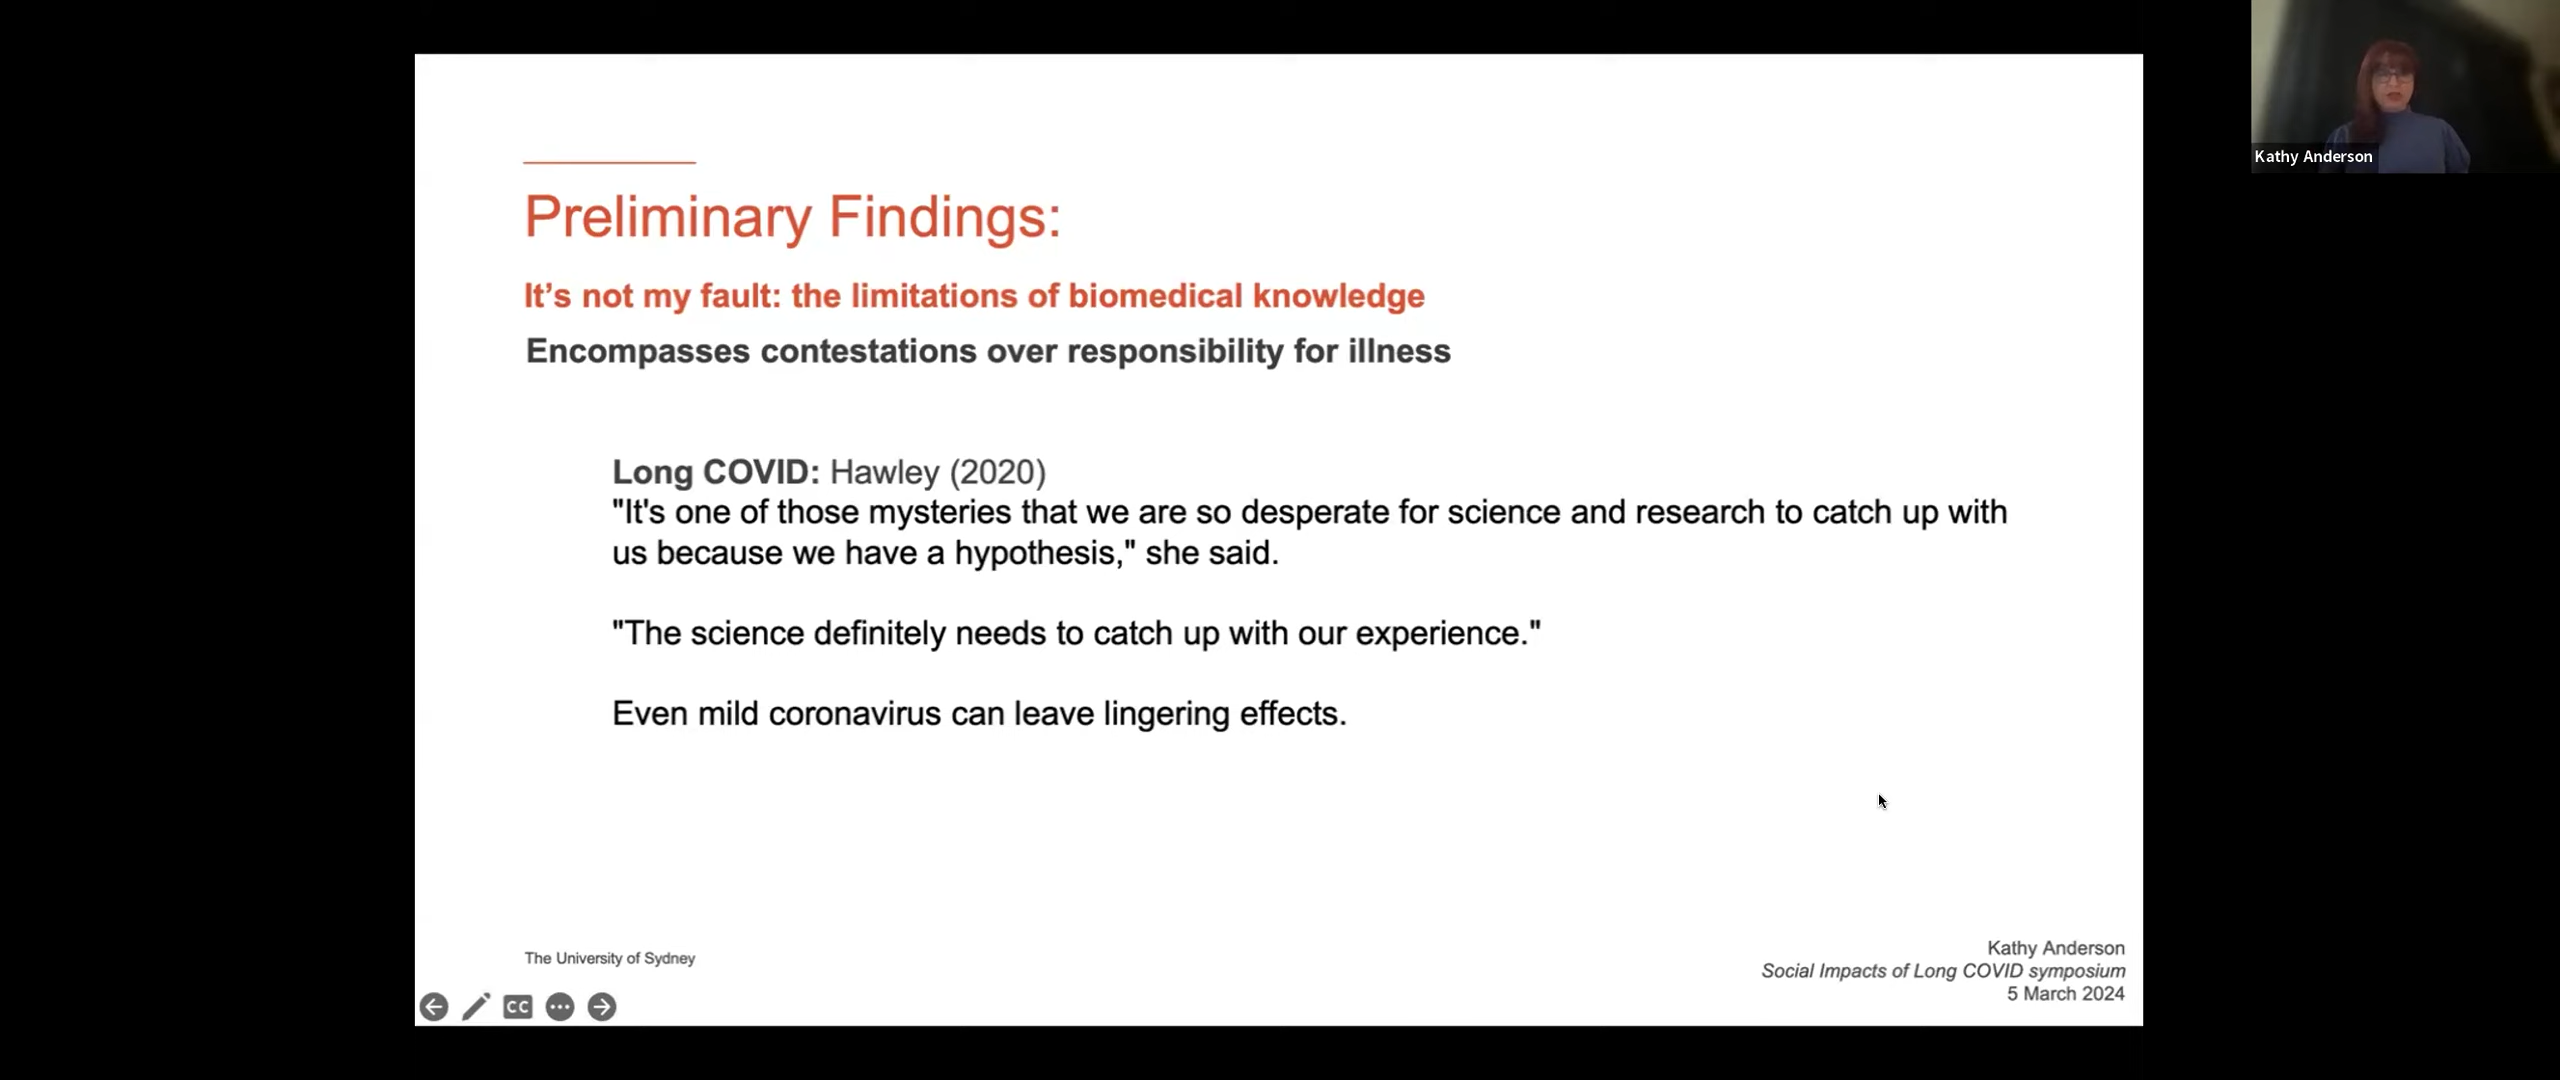 Preliminary Findings:
It’s not my fault: the limitations of biomedical knowledge
Encompasses contestations over responsibility for illness
Long COVID: Hawley (2020)
"It's one of those mysteries that we are so desperate for science and research to catch up with
us because we have a hypothesis," she said.
"The science definitely needs to catch up with our experience."
Even mild coronavirus can leave lingering effects.
The University of Sydney
Kathy Anderson
Social Impacts of Long COVID symposium
5 March 2024
CC
Kathy Anderson